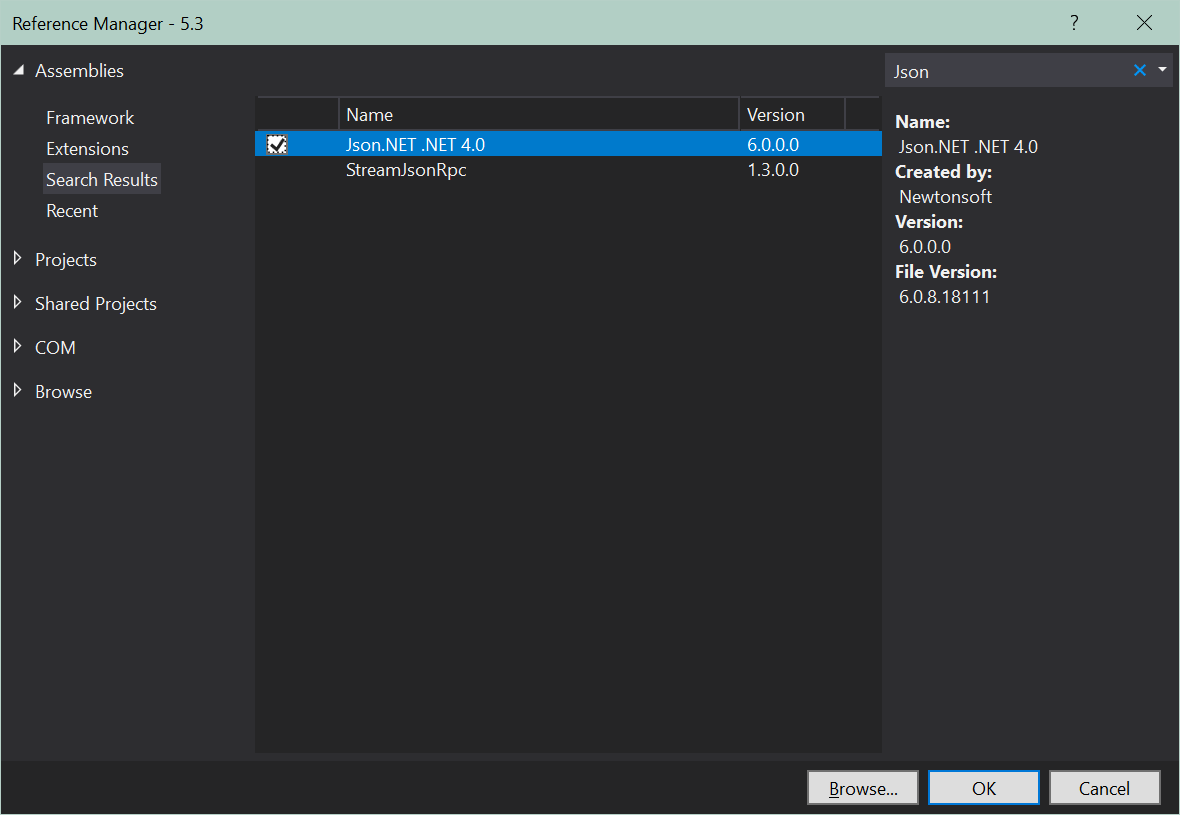 Reference Manager - 5.3
?
Assemblies
Framework
Extensions
Search Results
Recent
Projects
Shared Projects
COM
Browse
Name Version
Json.NET .NET 4.0 6.0.0.0
StreamJsonRpc 1.3.0.0
Json
Name:
Json.NET .NET 4.0
Created by:
Newtonsoft
Version:
6.0.0.0
File Version:
6.0.8.18111
Browse... OK Cancel